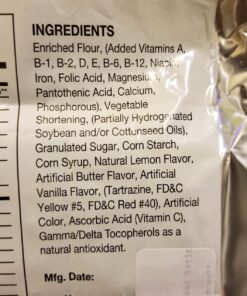 INGREDIENTS
Enriched Flour, (Added Vitamins A,
B-1, B-2, D, E, B-6, B-12, Niacin,
Iron, Folic Acid, Magnesium,
Pantothenic Acid, Calcium,
Phosphorous), Vegetable
Shortening, (Partially Hydrogenated
Soybean and/or Cottunseed Oils),
Granulated Sugar, Corn Starch,
Corn Syrup, Natural Lemon Flavor,
Artificial Butter Flavor, Artificial
Vanilla Flavor, (Tartrazine, FD&C
Yellow #5, FD&C Red #40), Artificial
Color, Ascorbic Acid (Vitamin C),
Gamma/Delta Tocopherols as a
natural antioxidant.
Mfg. Date: